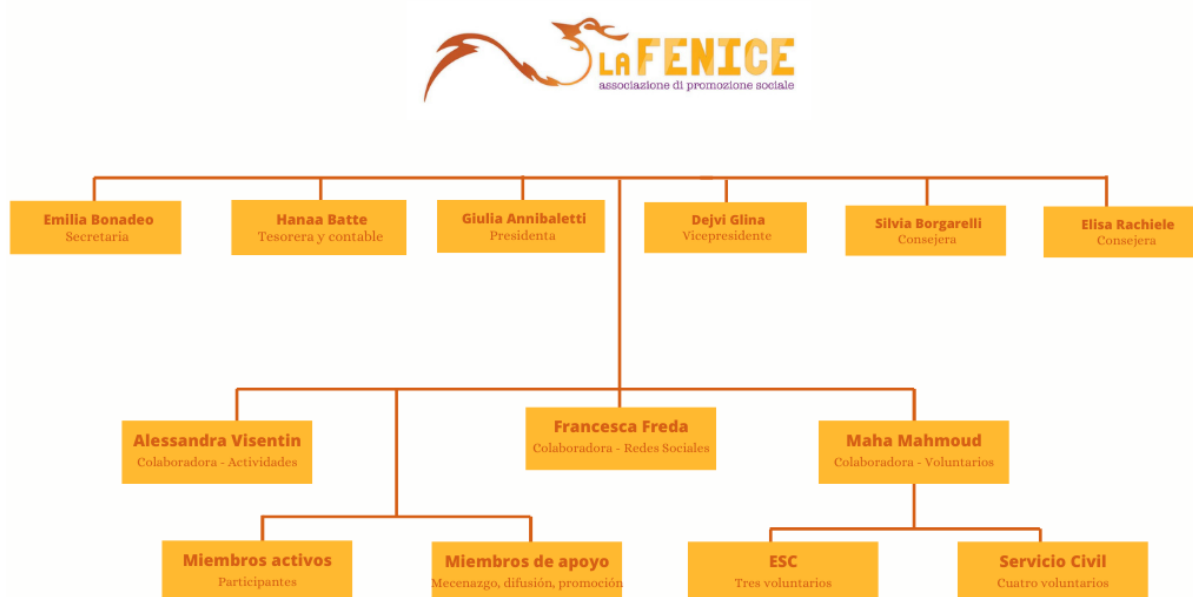 LA FENICE
associazione di promozione sociale
Emilia Bonadeo
Secretaria
Hanaa Batte
Tesorera y contable
Giulia Annibaletti
Presidenta
Dejvi Glina
Vicepresidente
Silvia Borgarelli
Consejera
Elisa Rachiele
Consejera
Alessandra Visentin
Colaboradora - Actividades
Francesca Freda
Colaboradora - Redes Sociales
Maha Mahmoud
Colaboradora - Voluntarios
Miembros activos
Participantes
Miembros de apoyo
Mecenazgo, difusión, promoción
ESC
Tres voluntarios
Servicio Civil
Cuatro voluntarios